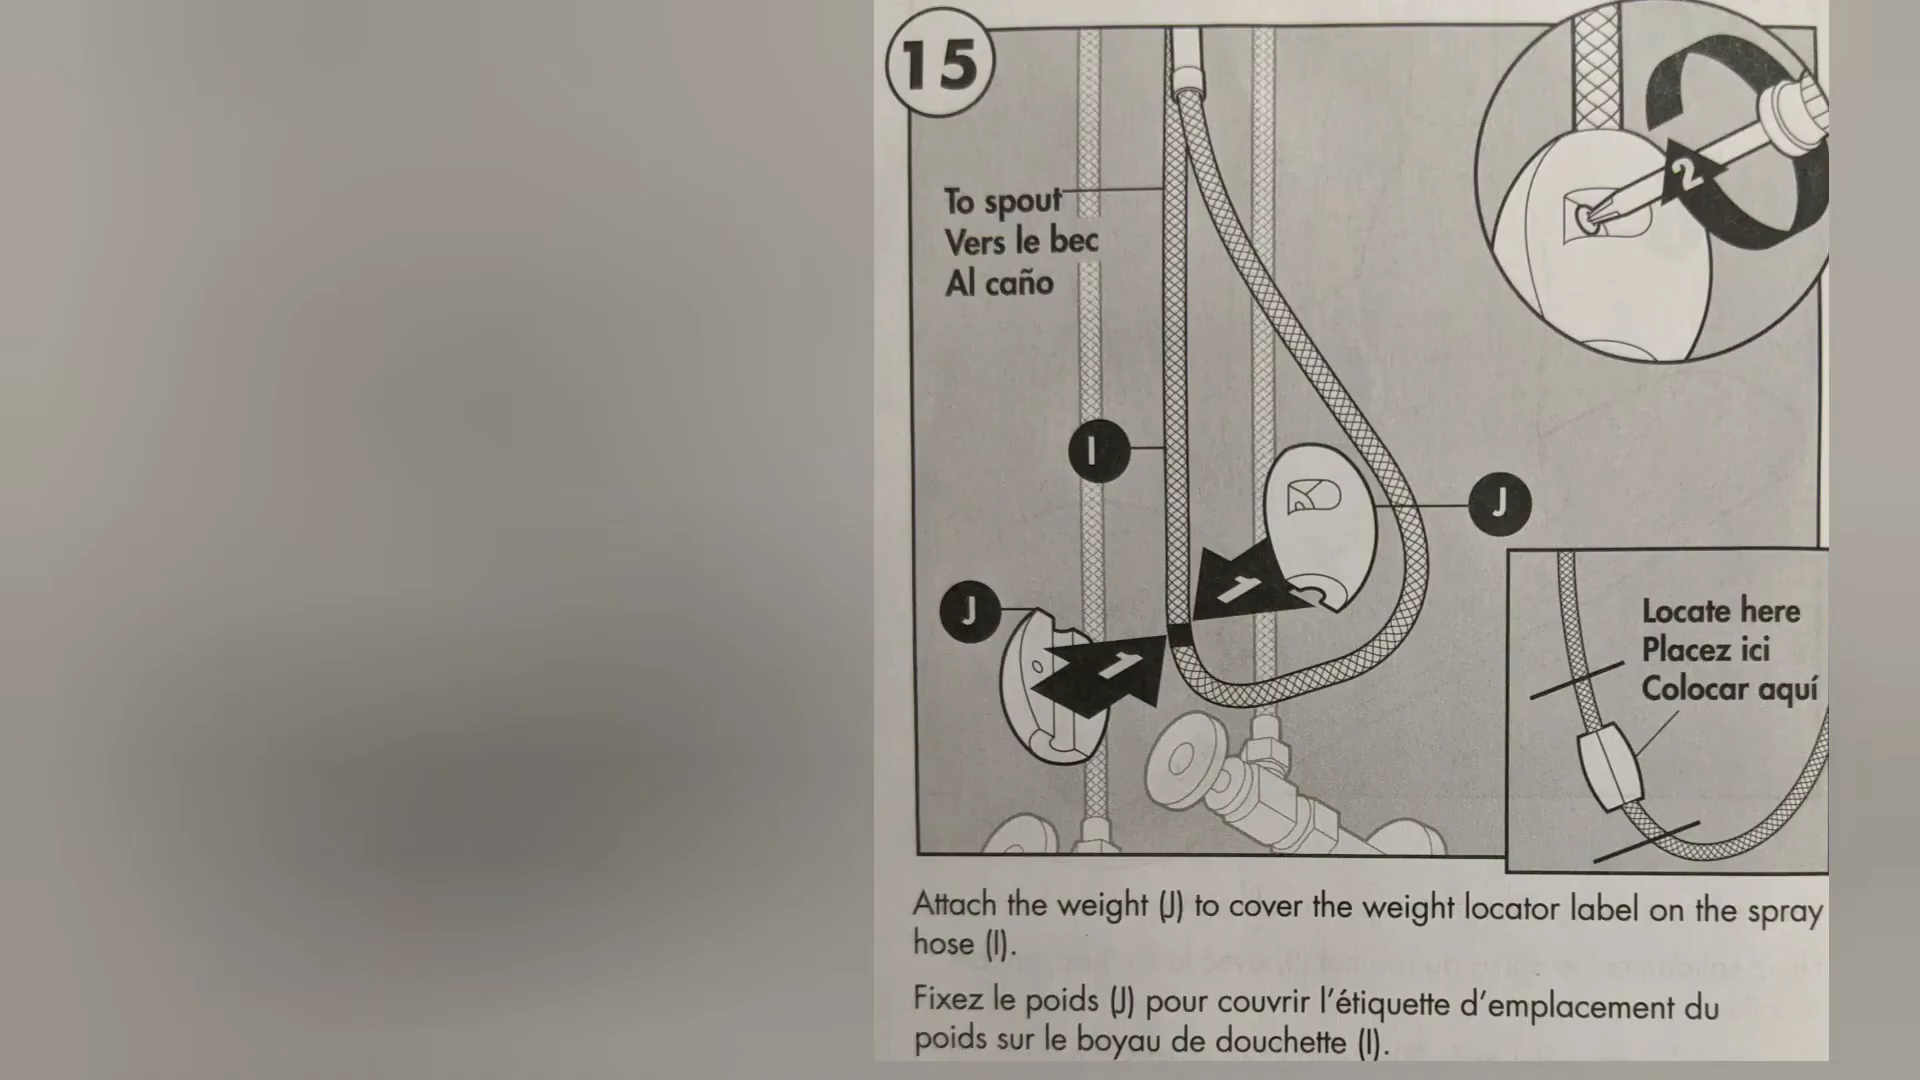 15
2
To spout
Vers le bec
Al caño
I
J
1
J
1
Locate here
Placez ici
Colocar aquí
Attach the weight (J) to cover the weight locator label on the spray
hose (I).
Fixez le poids (J) pour couvrir l'étiquette d'emplacement du
poids sur le boyau de douchette (I).